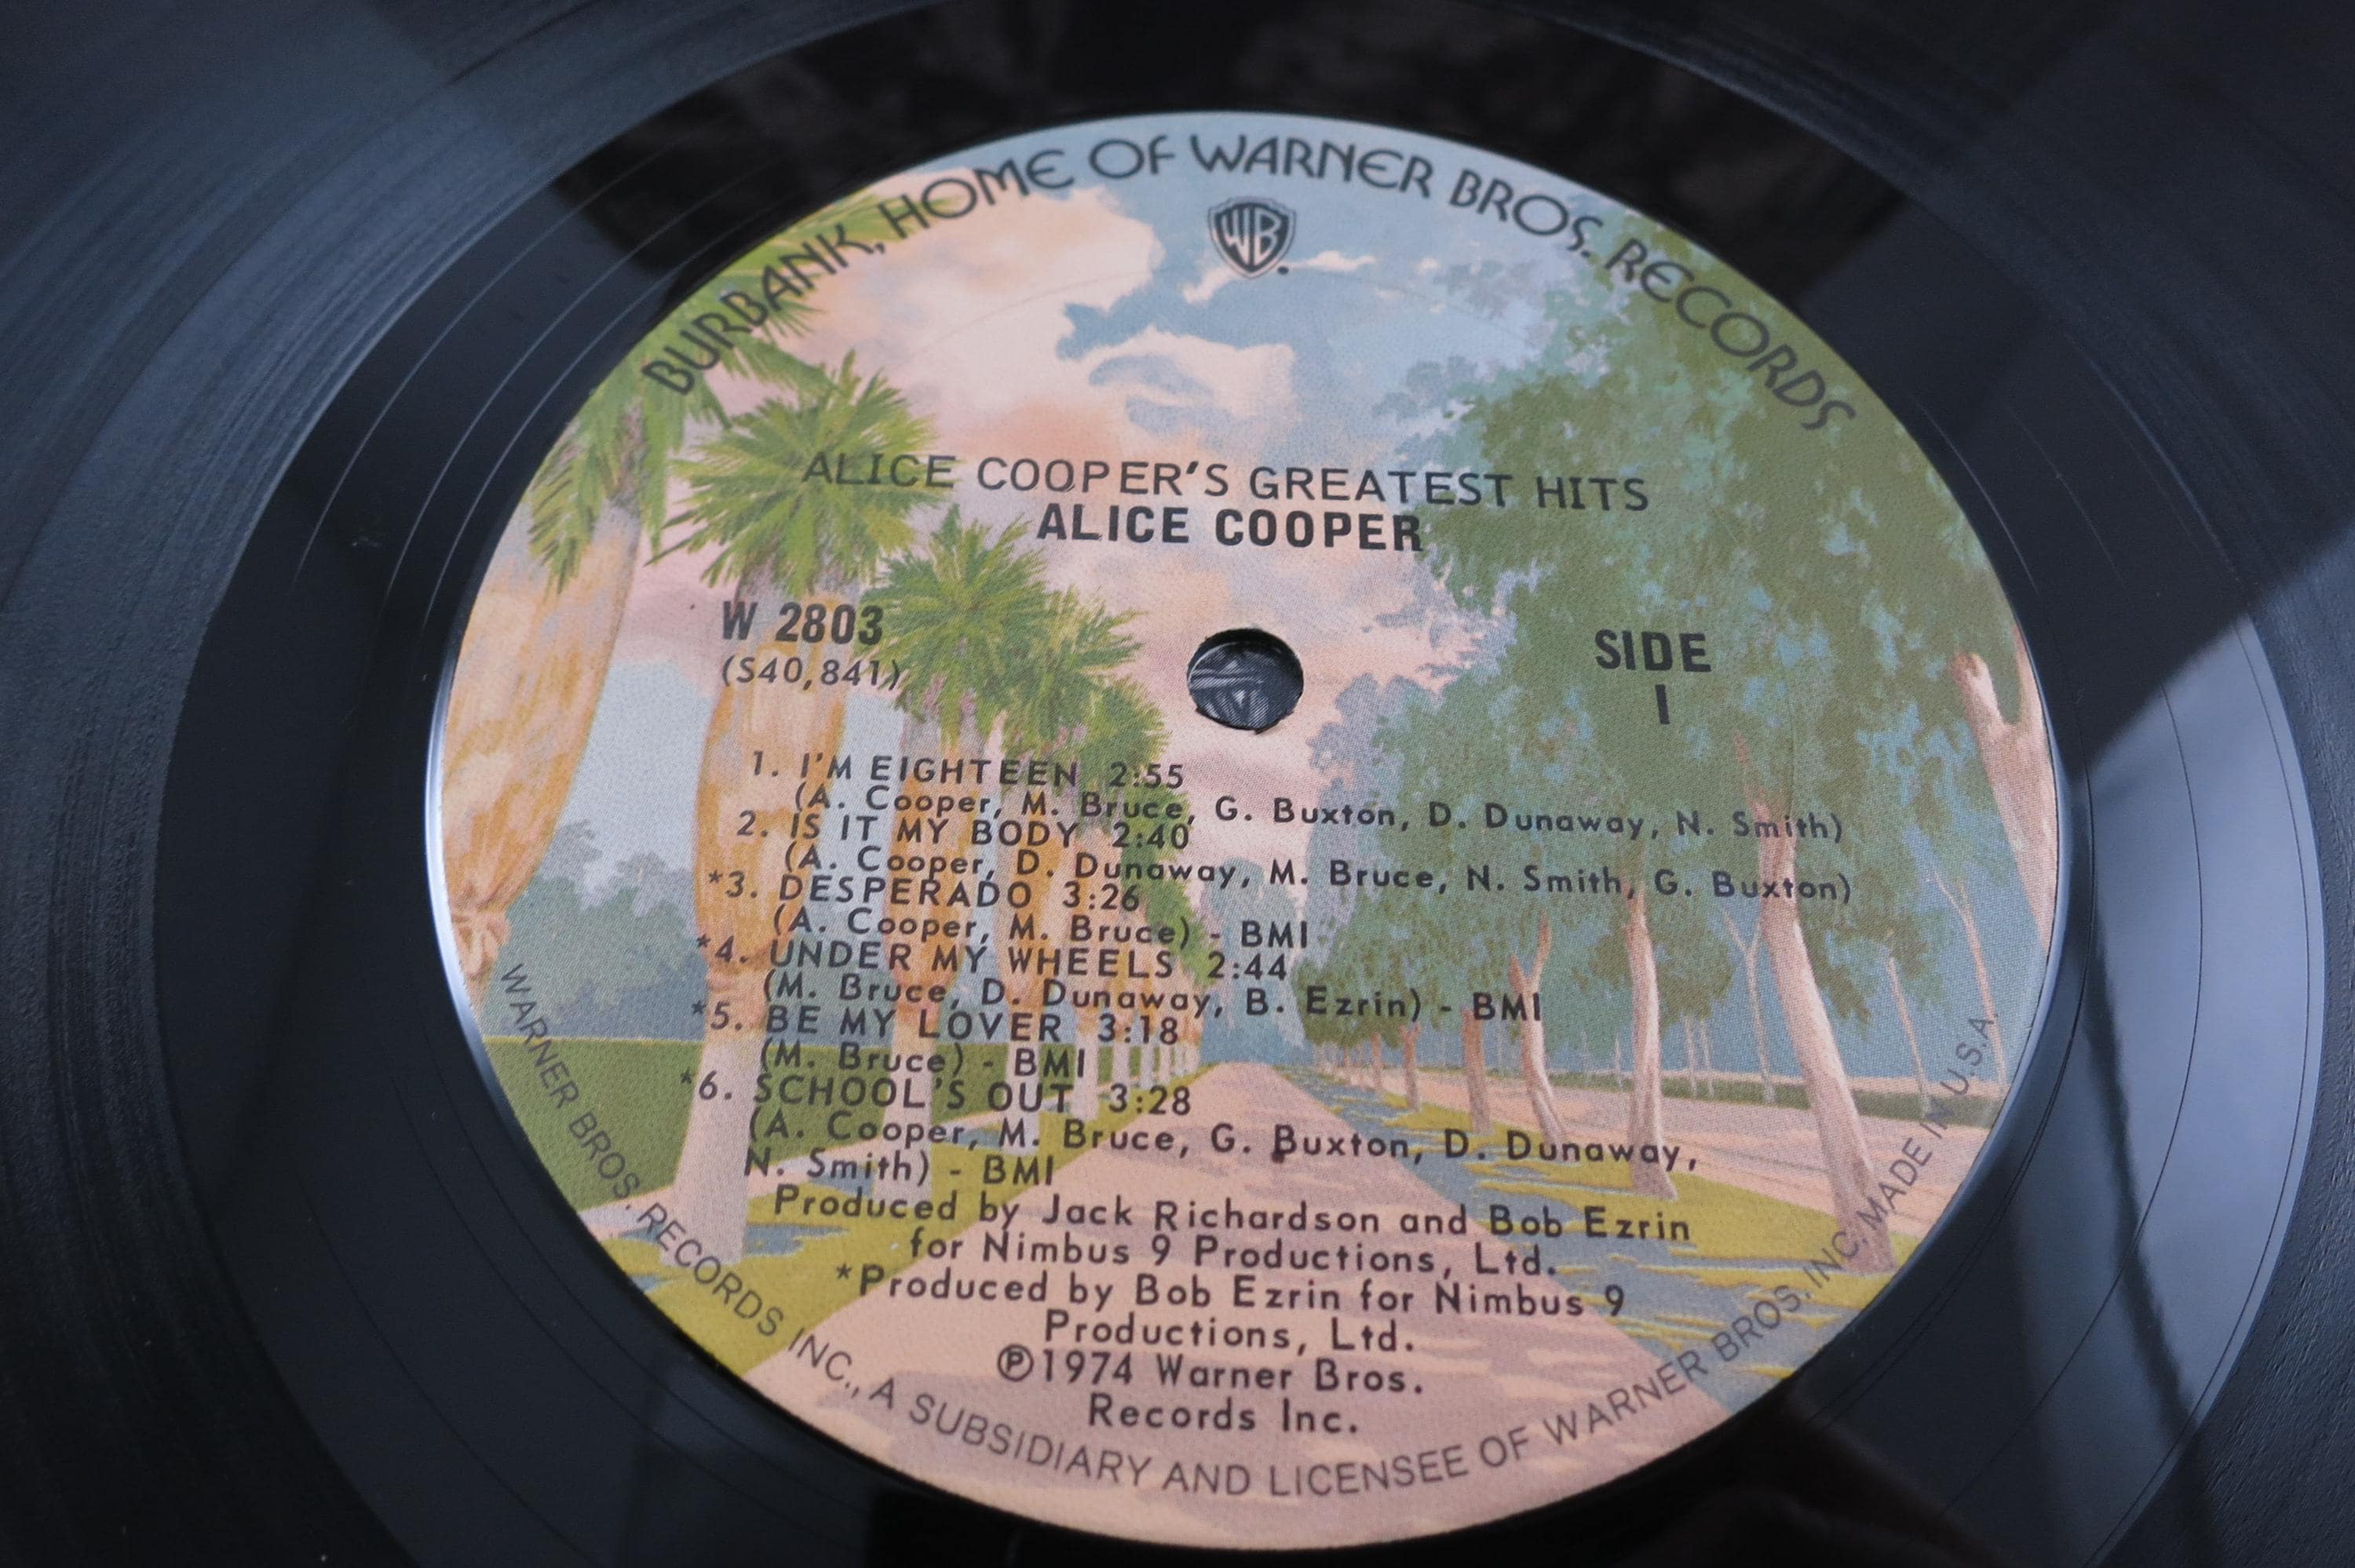 BURBANK, HOME OF WARNER BROS. RECORDS
WB
ALICE COOPER'S GREATEST HITS
ALICE COOPER
W 2803
(S40,841)
SIDE
1
1. I'M EIGHTEEN 2:55
(A. Cooper, M. Bruce, G. Buxton, D. Dunaway, N. Smith)
2. IS IT MY BODY 2:40
(A. Cooper, D. Dunaway, M. Bruce, N. Smith, G. Buxton)
*3. DESPERADO 3:26
(A. Cooper, M. Bruce) - BMI
*4. UNDER MY WHEELS 2:44
(M. Bruce, D. Dunaway, B. Ezrin) - BMI
*5. BE MY LOVER 3:18
(M. Bruce) - BMI
*6. SCHOOL'S OUT 3:28
(A. Cooper, M. Bruce, G. Buxton, D. Dunaway,
N. Smith) - BMI
Produced by Jack Richardson and Bob Ezrin
for Nimbus 9 Productions, Ltd.
*Produced by Bob Ezrin for Nimbus 9
Productions, Ltd.
℗1974 Warner Bros.
Records Inc.
WARNER BROS. RECORDS INC., A SUBSIDIARY AND LICENSEE OF WARNER BROS. INC. MADE IN U.S.A.